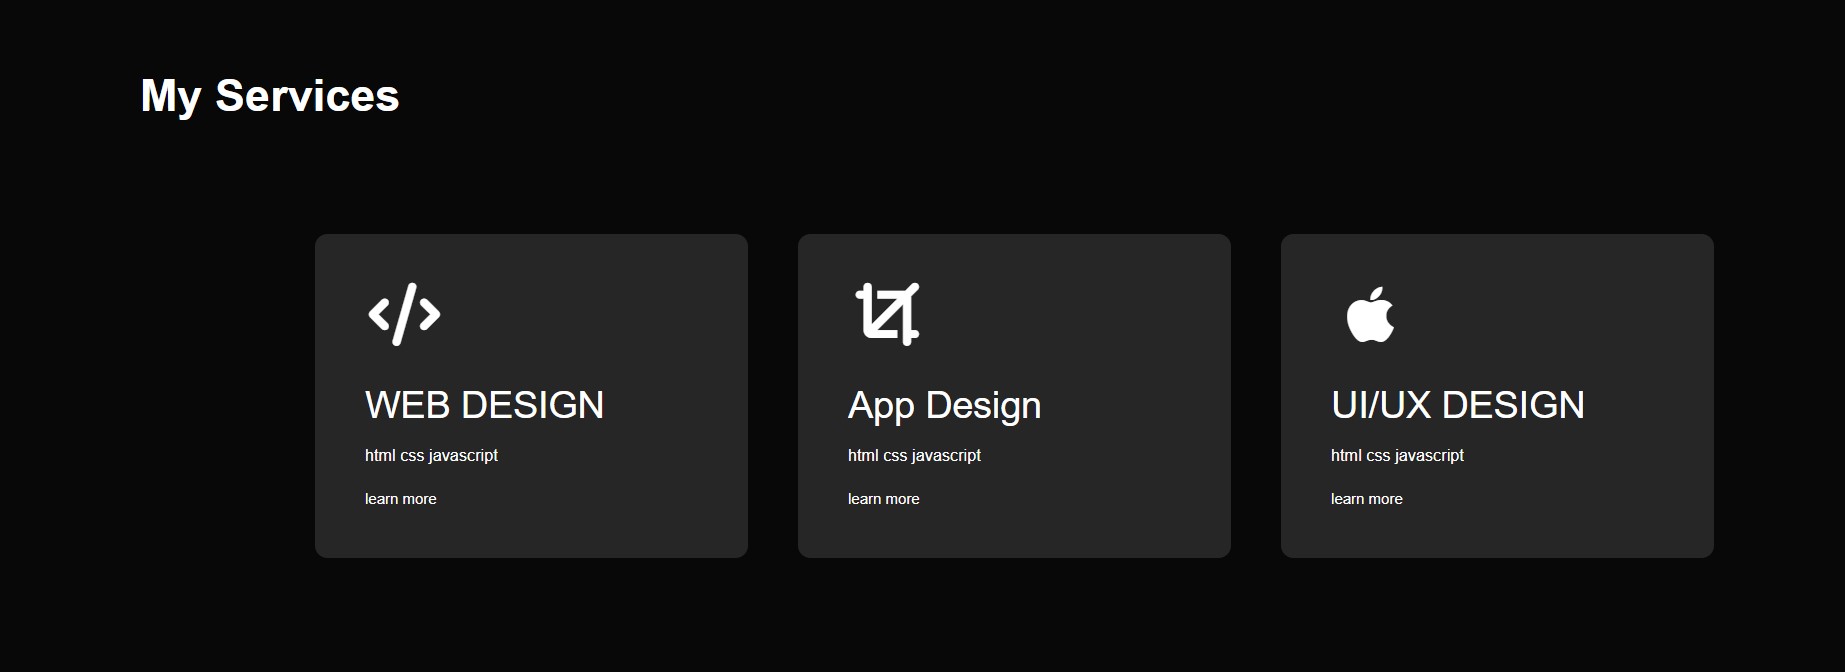 My Services
WEB DESIGN
html css javascript
learn more
App Design
html css javascript
learn more
UI/UX DESIGN
html css javascript
learn more